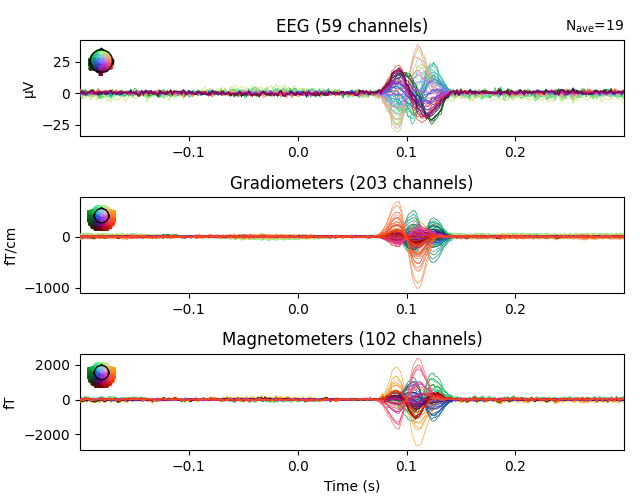 EEG (59 channels)
Nave=19
µV
25
0
−25
−0.1 0.0 0.1 0.2
Gradiometers (203 channels)
fT/cm
0
−1000
−0.1 0.0 0.1 0.2
Magnetometers (102 channels)
fT
2000
0
−2000
−0.1 0.0 0.1 0.2
Time (s)